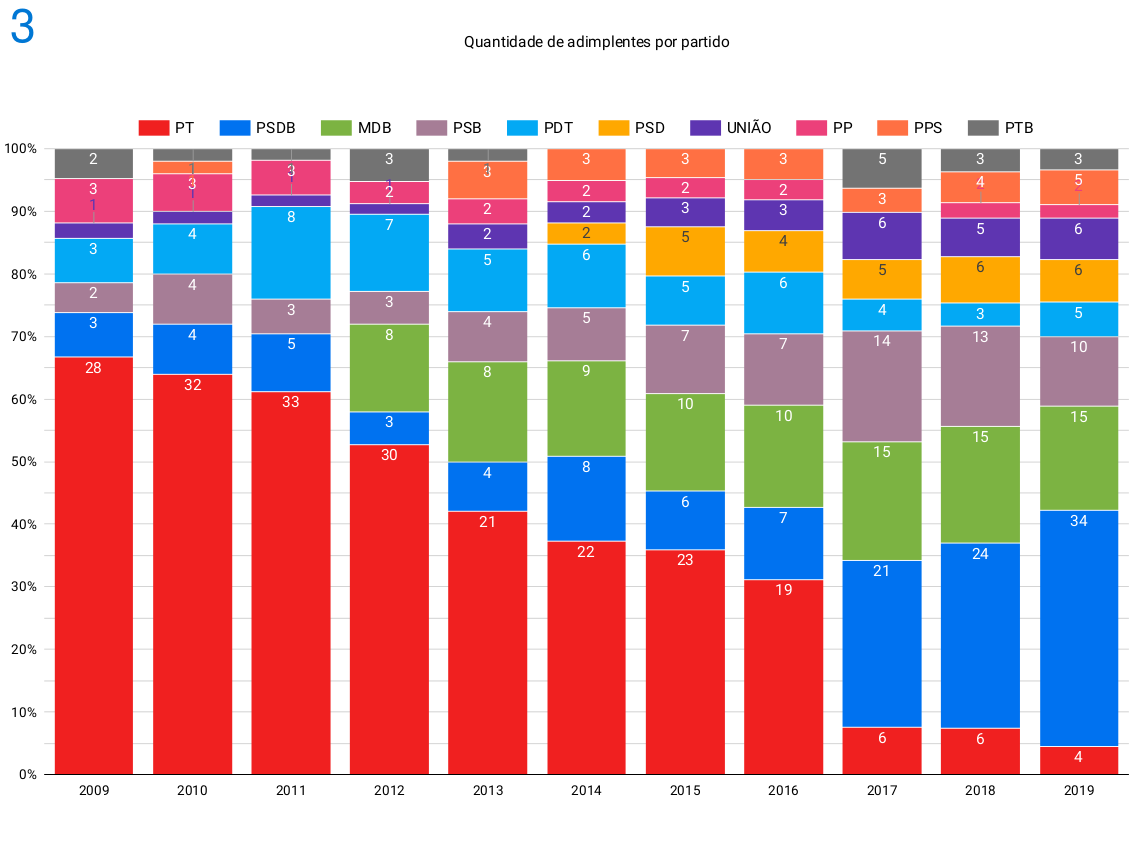 3
Quantidade de adimplentes por partido
PT PSDB MDB PSB PDT PSD UNIÃO PP PPS PTB
100%
90%
80%
70%
60%
50%
40%
30%
20%
10%
0%
2 3 1 3 2 3 28
1 3 1 4 4 4 32
3 8 3 5 33
3 2 1 7 3 8 3 30
3 2 2 5 4 8 4 21
3 2 2 2 6 5 9 8 22
3 2 3 5 5 7 10 6 23
3 2 3 4 6 7 10 7 19
5 3 6 5 4 14 15 21 6
3 4 5 6 3 13 15 24 6
3 5 2 6 6 5 10 15 34 4
2009 2010 2011 2012 2013 2014 2015 2016 2017 2018 2019